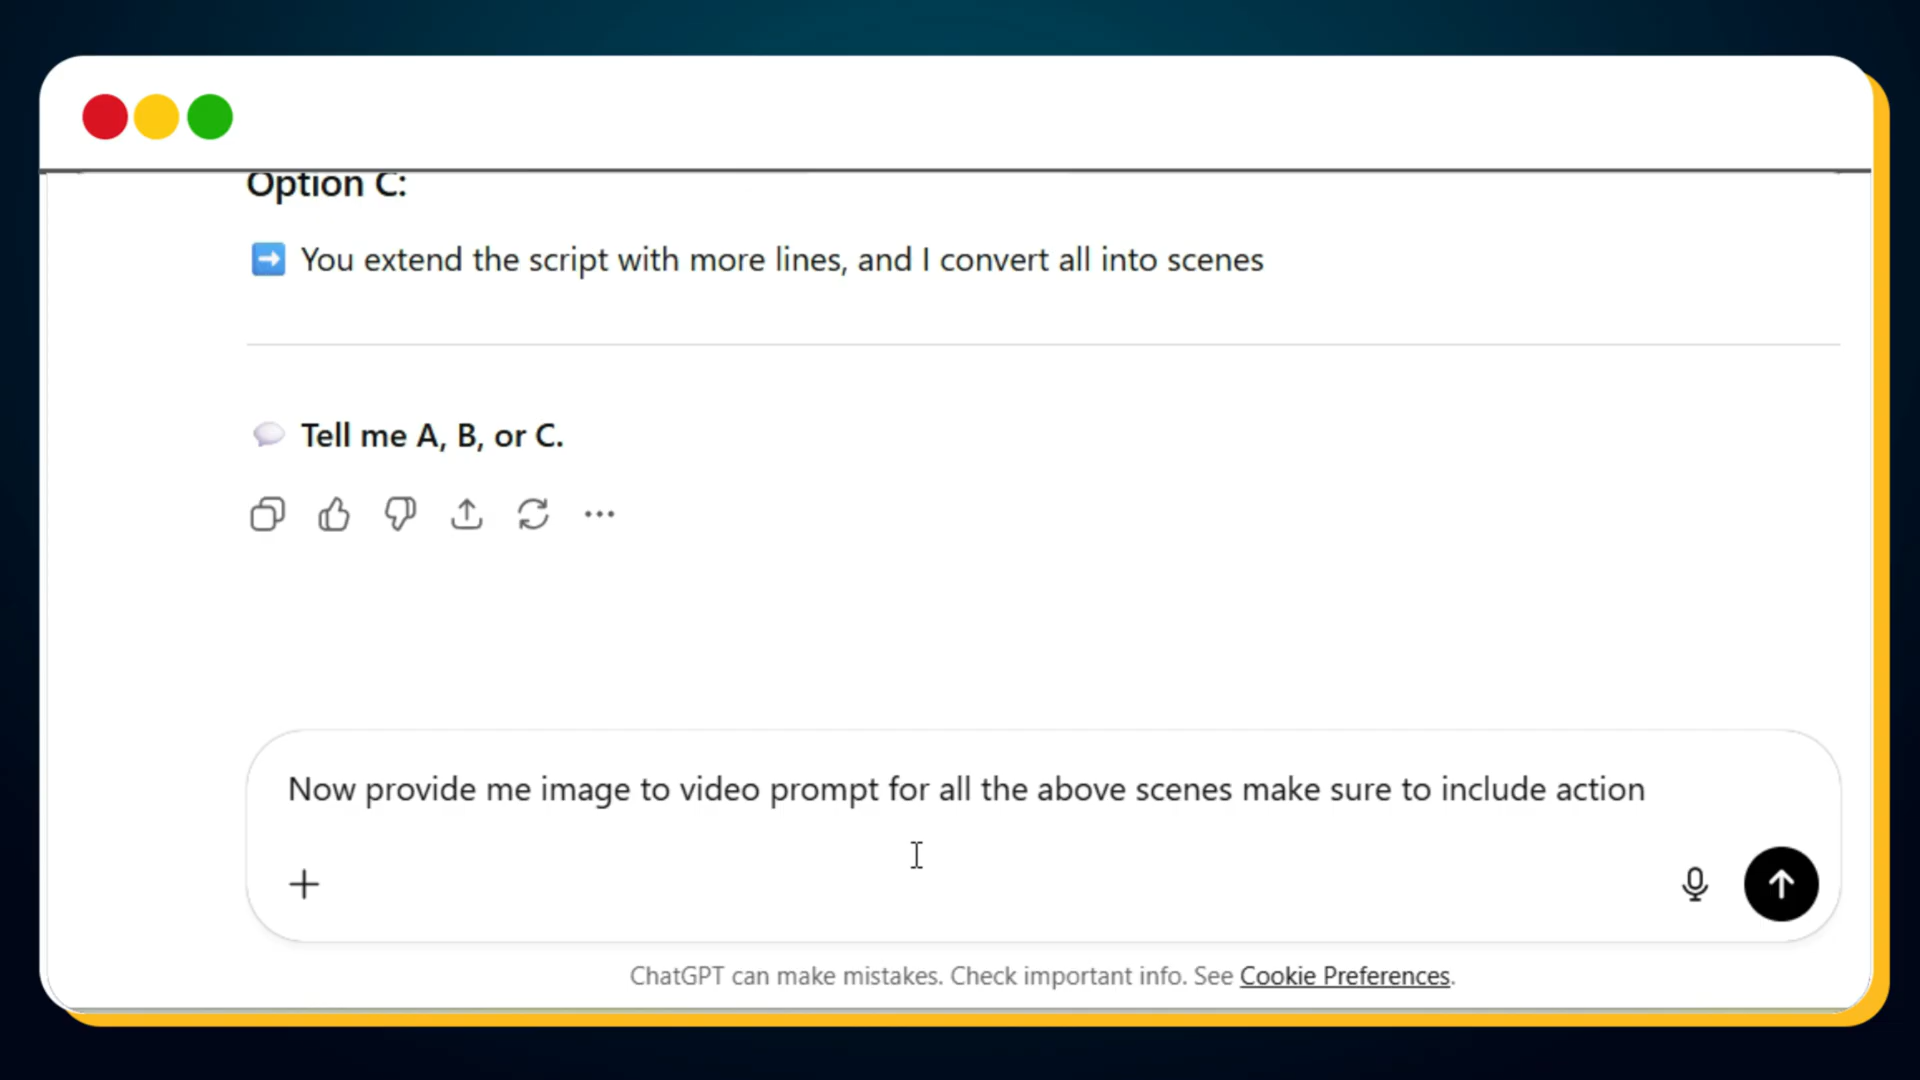 Option C:
➡️ You extend the script with more lines, and I convert all into scenes
💬 Tell me A, B, or C.
Now provide me image to video prompt for all the above scenes make sure to include action
ChatGPT can make mistakes. Check important info. See Cookie Preferences.